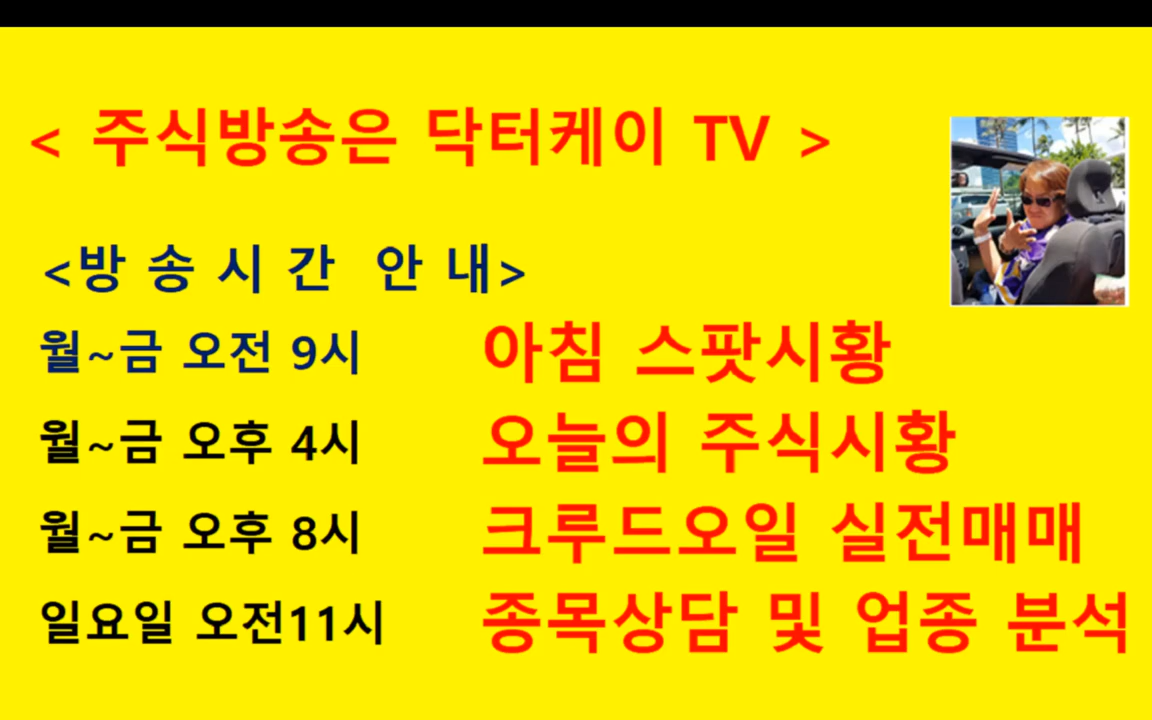 < 주식방송은 닥터케이 TV >
<방 송 시 간 안 내>
월~금 오전 9시 아침 스팟시황
월~금 오후 4시 오늘의 주식시황
월~금 오후 8시 크루드오일 실전매매
일요일 오전11시 종목상담 및 업종 분석